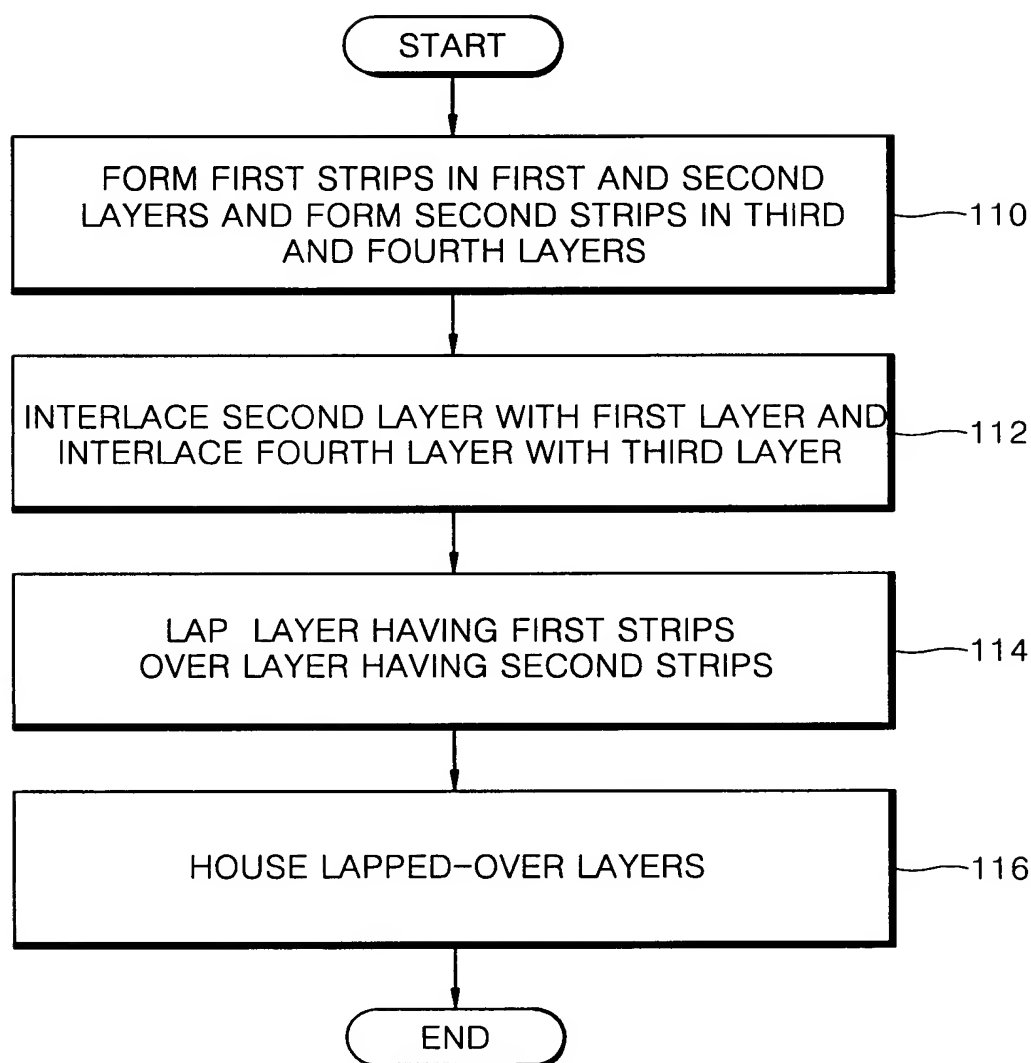 START
FORM FIRST STRIPS IN FIRST AND SECOND
LAYERS AND FORM SECOND STRIPS IN THIRD
AND FOURTH LAYERS
110
INTERLACE SECOND LAYER WITH FIRST LAYER AND
INTERLACE FOURTH LAYER WITH THIRD LAYER
112
LAP LAYER HAVING FIRST STRIPS
OVER LAYER HAVING SECOND STRIPS
114
HOUSE LAPPED-OVER LAYERS
116
END